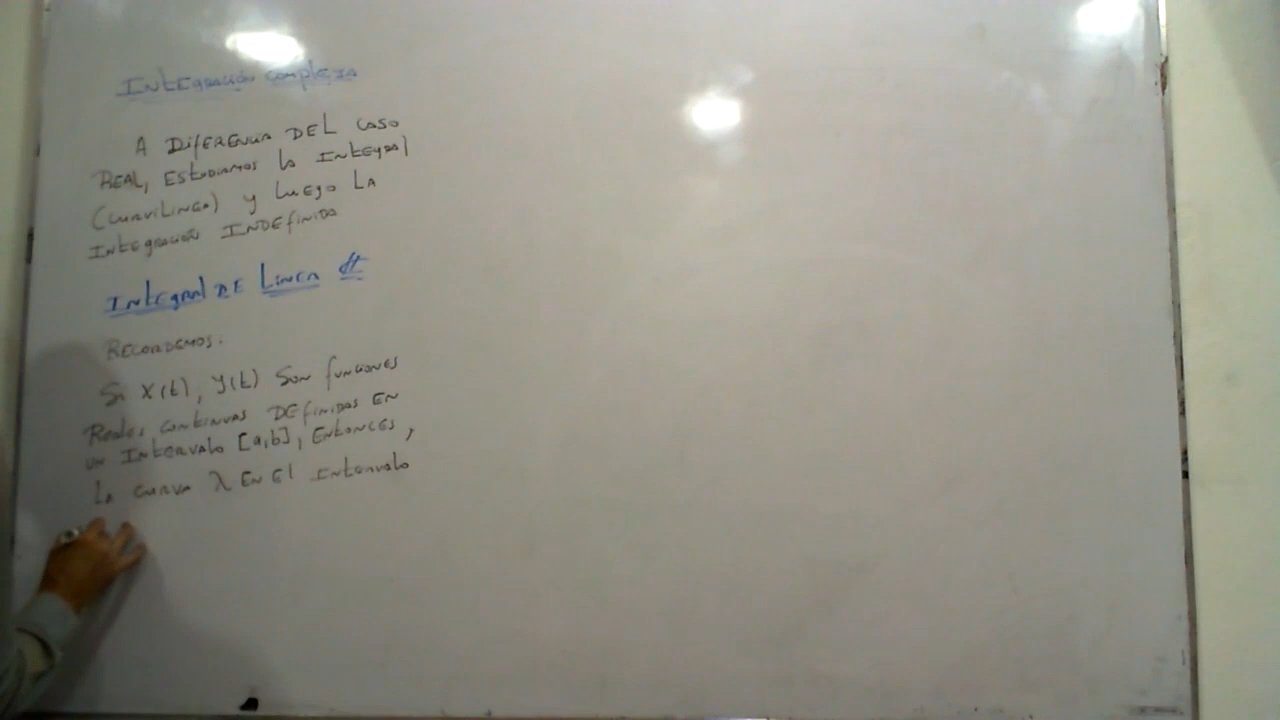 Integración compleja
A DIFERENCIA DEL CASO
REAL, ESTUDIAMOS la INTEGRAL
(CURVILINEA) y LUEGO LA
INTEGRACIÓN INDEFINIDA
INTEGRAL DE LINEA //
RECORDEMOS.
Si X(t), y(t) SON funciones
Reales continuas DEFINIDAS EN
un INTERVALO [a,b], ENTONCES,
La curva λ EN El Intervalo